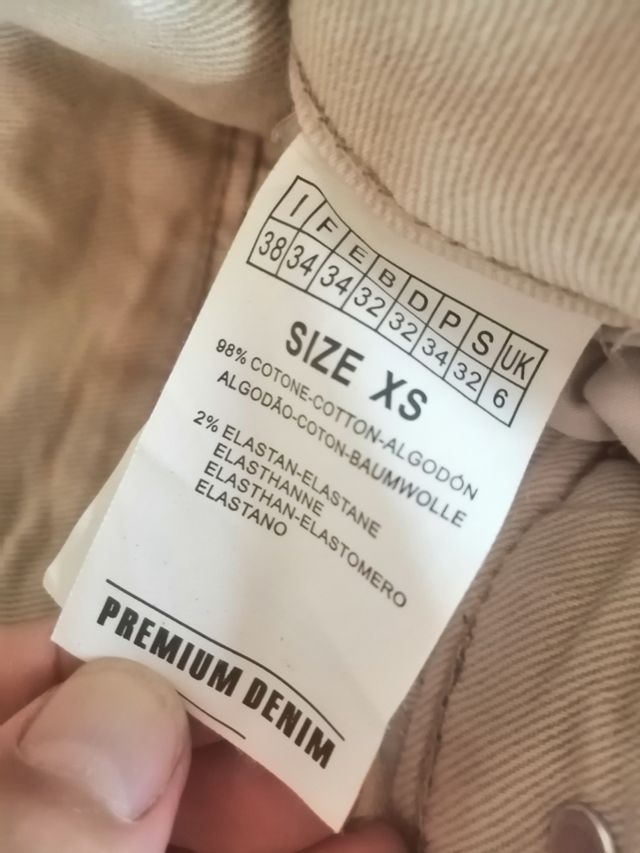 I F E B D P S UK
38 34 34 32 32 34 32 6
SIZE XS
98% COTONE-COTTON-ALGODÓN
ALGODÃO-COTON-BAUMWOLLE
2% ELASTAN-ELASTANE
ELASTHANNE
ELASTHAN-ELASTOMERO
ELASTANO
PREMIUM DENIM